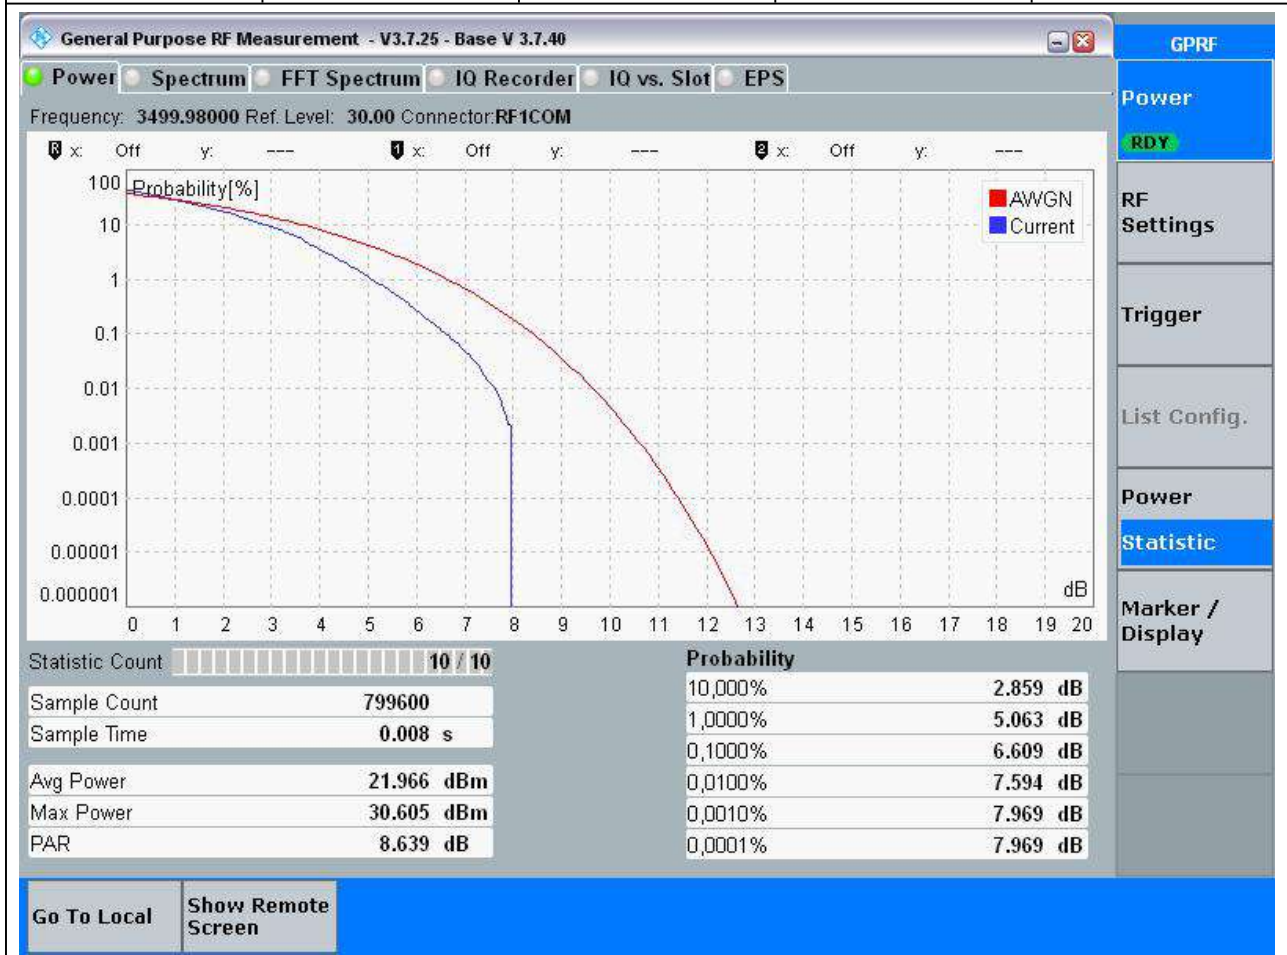 General Purpose RF Measurement - V3.7.25 - Base V 3.7.40
GPRF
Power Spectrum FFT Spectrum IQ Recorder IQ vs. Slot EPS
Frequency: 3499.98000 Ref. Level: 30.00 Connector:RF1COM
R x: Off y: --- 1 x: Off y: --- 2 x: Off y: ---
Probability[%]
AWGN
Current
100
10
1
0.1
0.01
0.001
0.0001
0.00001
0.000001
dB
0 1 2 3 4 5 6 7 8 9 10 11 12 13 14 15 16 17 18 19 20
Statistic Count 10 / 10
Sample Count 799600
Sample Time 0.008 s
Avg Power 21.966 dBm
Max Power 30.605 dBm
PAR 8.639 dB
Probability
10,000% 2.859 dB
1,0000% 5.063 dB
0,1000% 6.609 dB
0,0100% 7.594 dB
0,0010% 7.969 dB
0,0001% 7.969 dB
Power
RDY
RF
Settings
Trigger
List Config.
Power
Statistic
Marker /
Display
Go To Local
Show Remote
Screen